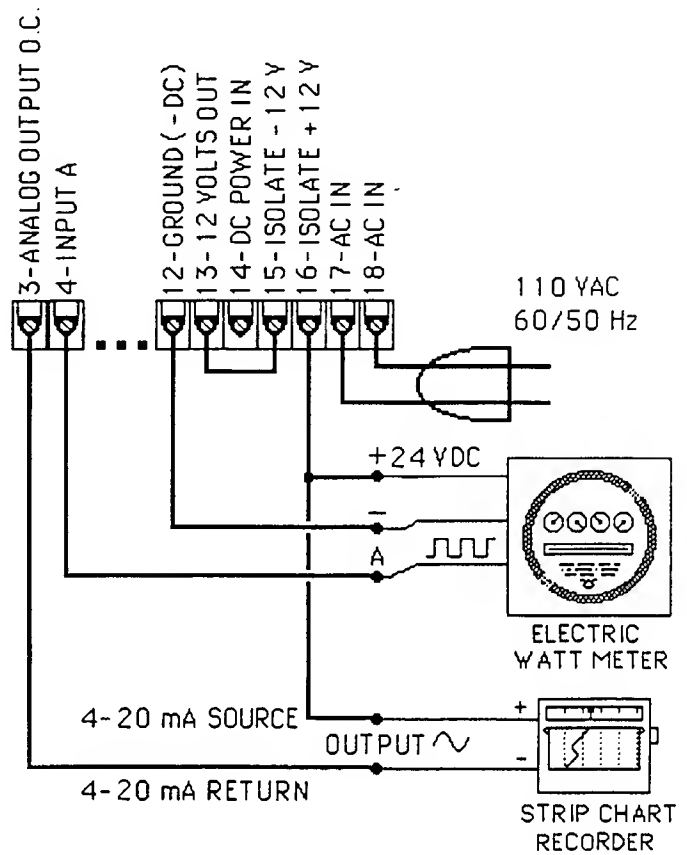 3-ANALOG OUTPUT O.C.
4-INPUT A
12-GROUND (-DC)
13-12 VOLTS OUT
14-DC POWER IN
15-ISOLATE - 12 V
16-ISOLATE + 12 V
17-AC IN
18-AC IN
110 VAC
60/50 Hz
+24 VDC
−
A
ELECTRIC
WATT METER
4-20 mA SOURCE
+
OUTPUT
-
4-20 mA RETURN
STRIP CHART
RECORDER